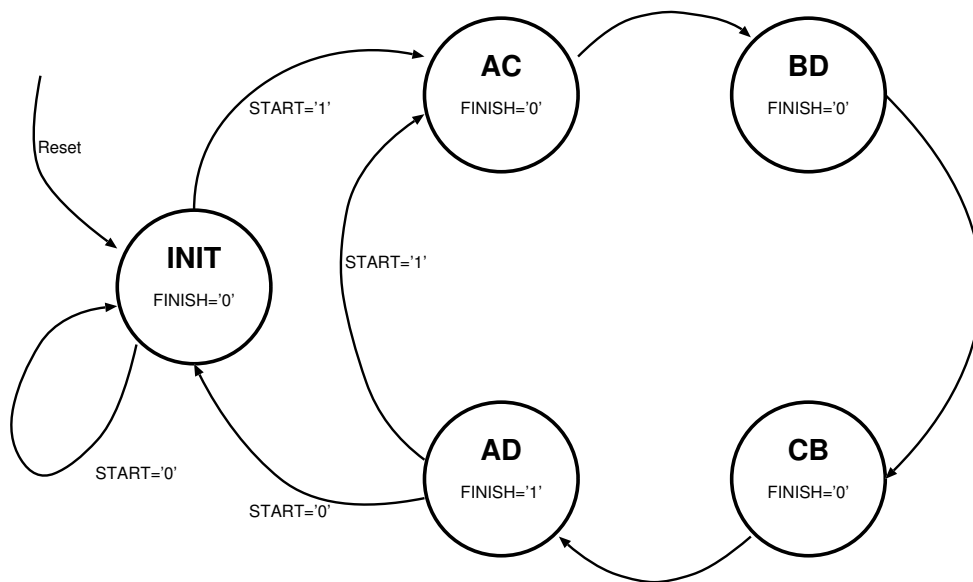 AC
FINISH='0'
BD
FINISH='0'
START='1'
Reset
INIT
FINISH='0'
START='1'
AD
FINISH='1'
CB
FINISH='0'
START='0'
START='0'